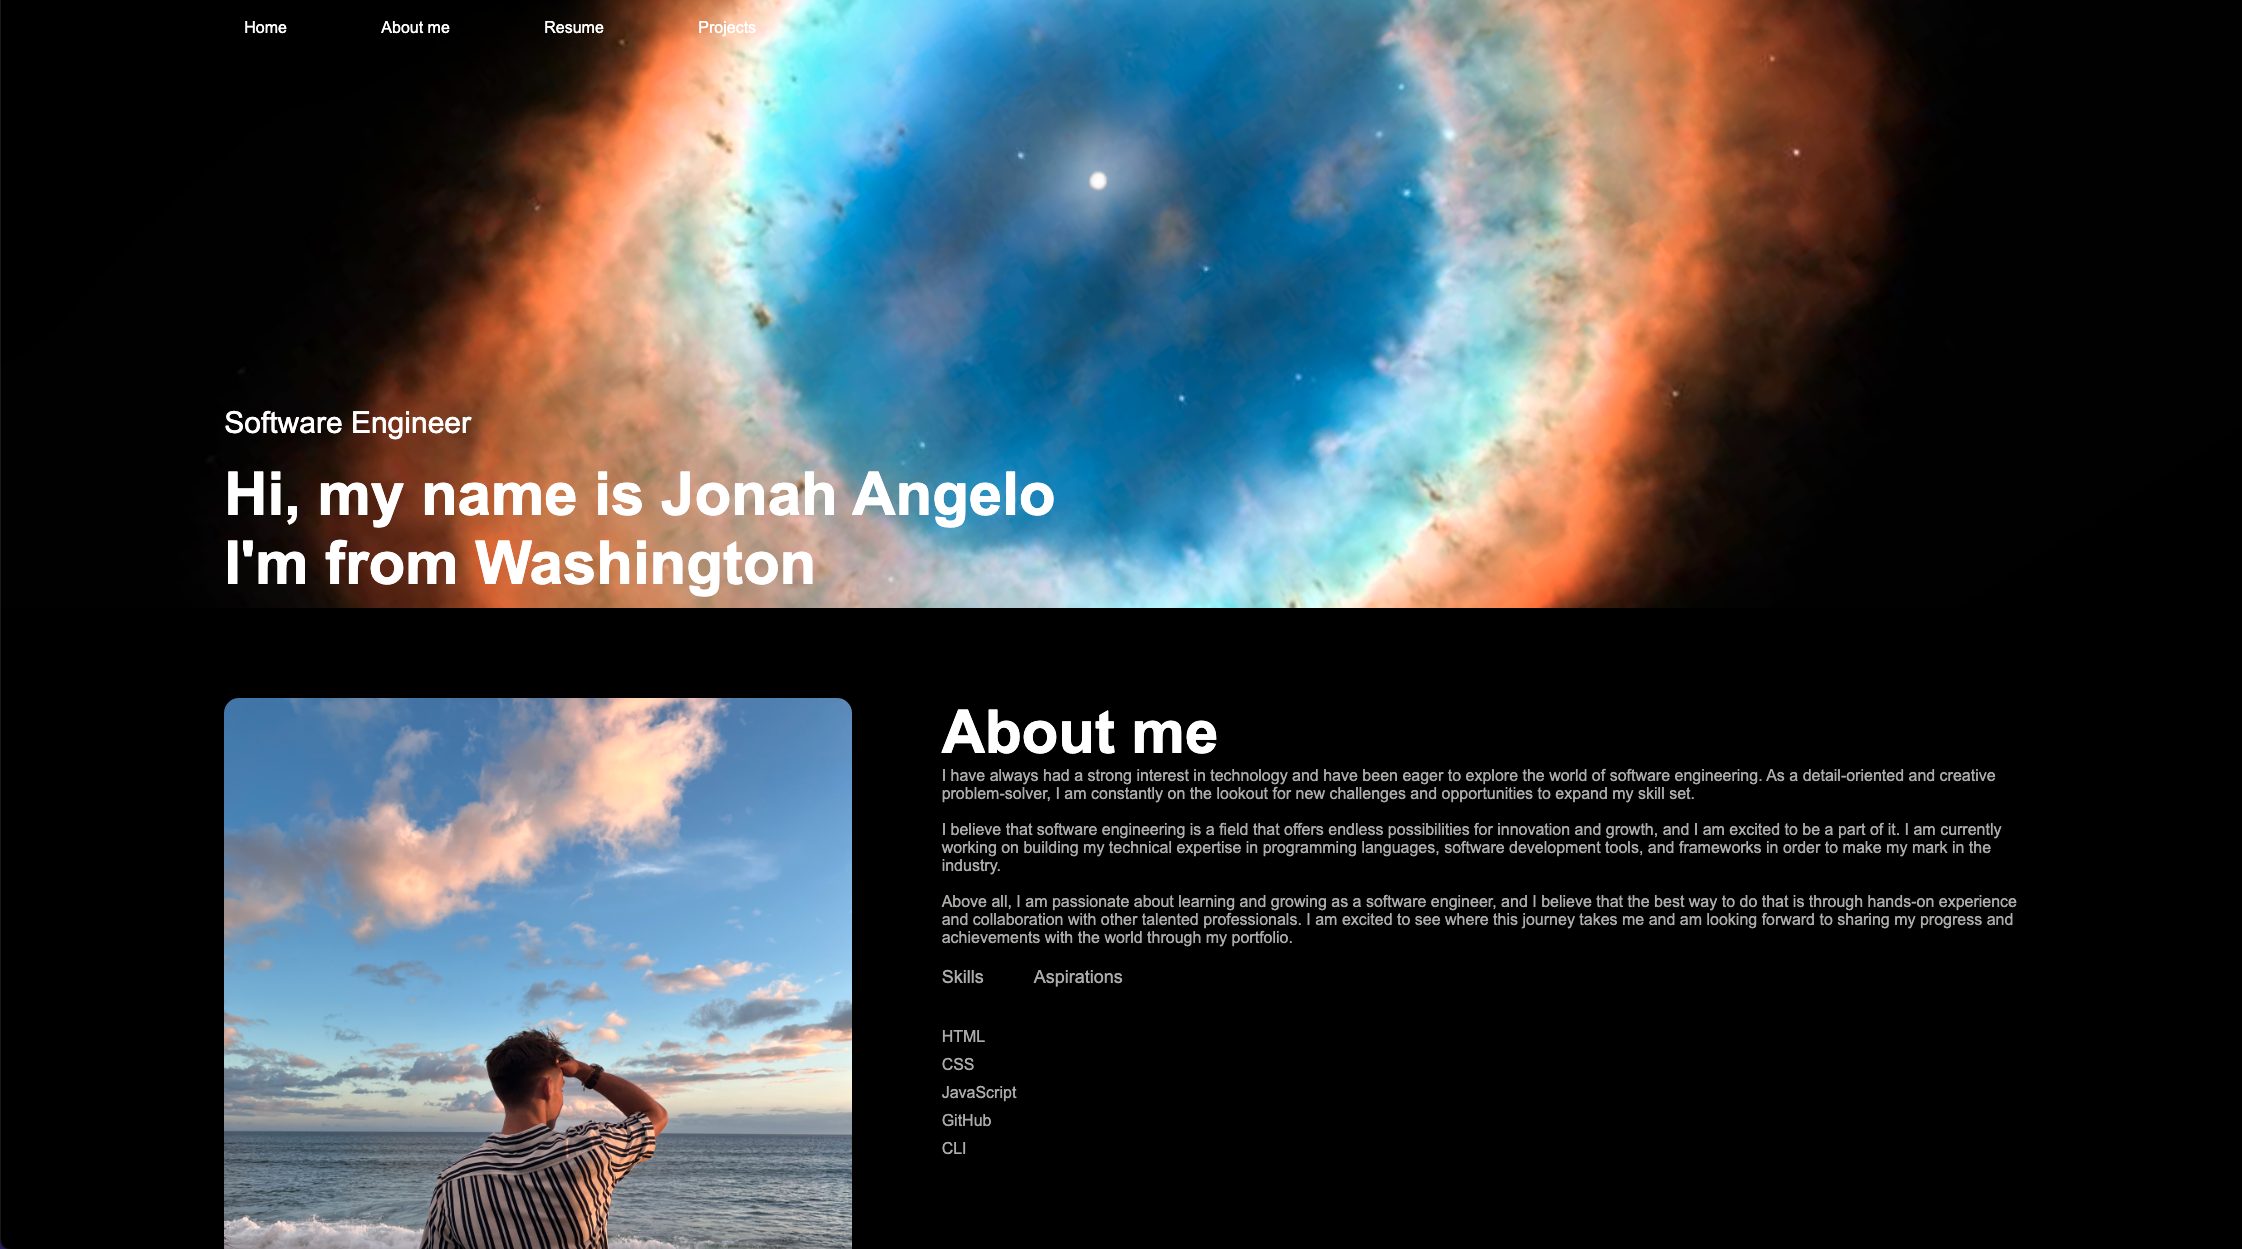 Home About me Resume Projects
Software Engineer
Hi, my name is Jonah Angelo
I'm from Washington
About me
I have always had a strong interest in technology and have been eager to explore the world of software engineering. As a detail-oriented and creative
problem-solver, I am constantly on the lookout for new challenges and opportunities to expand my skill set.
I believe that software engineering is a field that offers endless possibilities for innovation and growth, and I am excited to be a part of it. I am currently
working on building my technical expertise in programming languages, software development tools, and frameworks in order to make my mark in the
industry.
Above all, I am passionate about learning and growing as a software engineer, and I believe that the best way to do that is through hands-on experience
and collaboration with other talented professionals. I am excited to see where this journey takes me and am looking forward to sharing my progress and
achievements with the world through my portfolio.
Skills Aspirations
HTML
CSS
JavaScript
GitHub
CLI